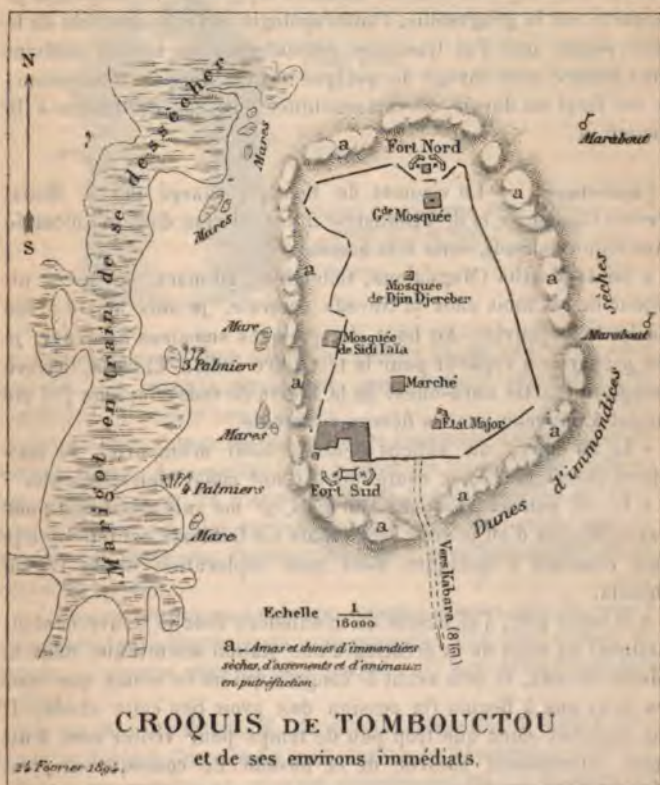 N
S
Marigot en train de se dessécher
Mares
Mares
Mare
3 Palmiers
Mares
4 Palmiers
Mare
Fort Nord
Gde Mosquée
Mosquée
de Djin Djereber
Mosquée
de Sidi Iaïa
Marché
Etat Major
Fort Sud
Marabout
Marabout
Dunes d'immondices sèches
a
a
a
a
a
a
a
a
a
a
a
Vers Kabara
Echelle 1/16000
a. Amas et dunes d'immondices
sèches, d'ossements et d'animaux
en putréfaction.
CROQUIS DE TOMBOUCTOU
et de ses environs immédiats.
24 Février 1894.